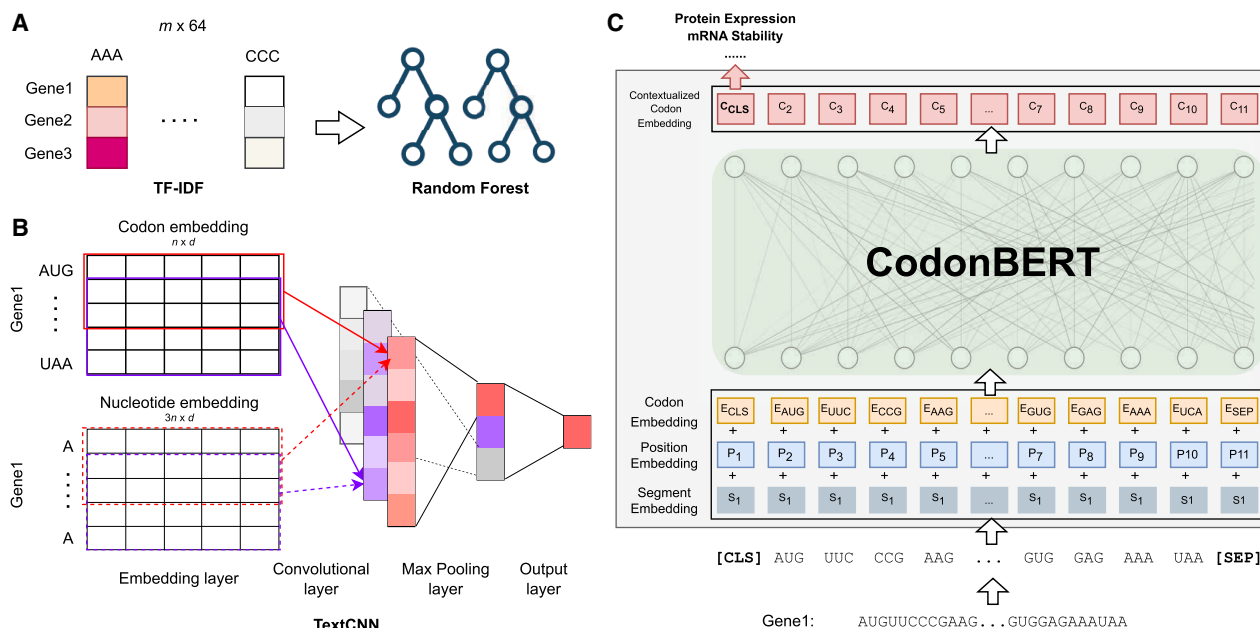 A
m x 64
AAA
CCC
Gene1
Gene2
Gene3
. . . .
TF-IDF
Random Forest
B
Codon embedding
n x d
AUG
Gene1
UAA
Nucleotide embedding
3n x d
A
Gene1
A
Embedding layer
Convolutional
layer
Max Pooling
layer
Output
layer
TextCNN
C
Protein Expression
mRNA Stability
......
Contextualized
Codon
Embedding
CCLS C2 C3 C4 C5 ... C7 C8 C9 C10 C11
CodonBERT
Codon
Embedding
ECLS EAUG EUUC ECCG EAAG ... EGUG EGAG EAAA EUCA ESEP
+ + + + + + + + + +
Position
Embedding
P1 P2 P3 P4 P5 ... P7 P8 P9 P10 P11
+ + + + + + + + + +
Segment
Embedding
S1 S1 S1 S1 S1 ... S1 S1 S1 S1 S1
[CLS] AUG UUC CCG AAG ... GUG GAG AAA UAA [SEP]
Gene1: AUGUUCCCGAAG...GUGGAGAAAUAA